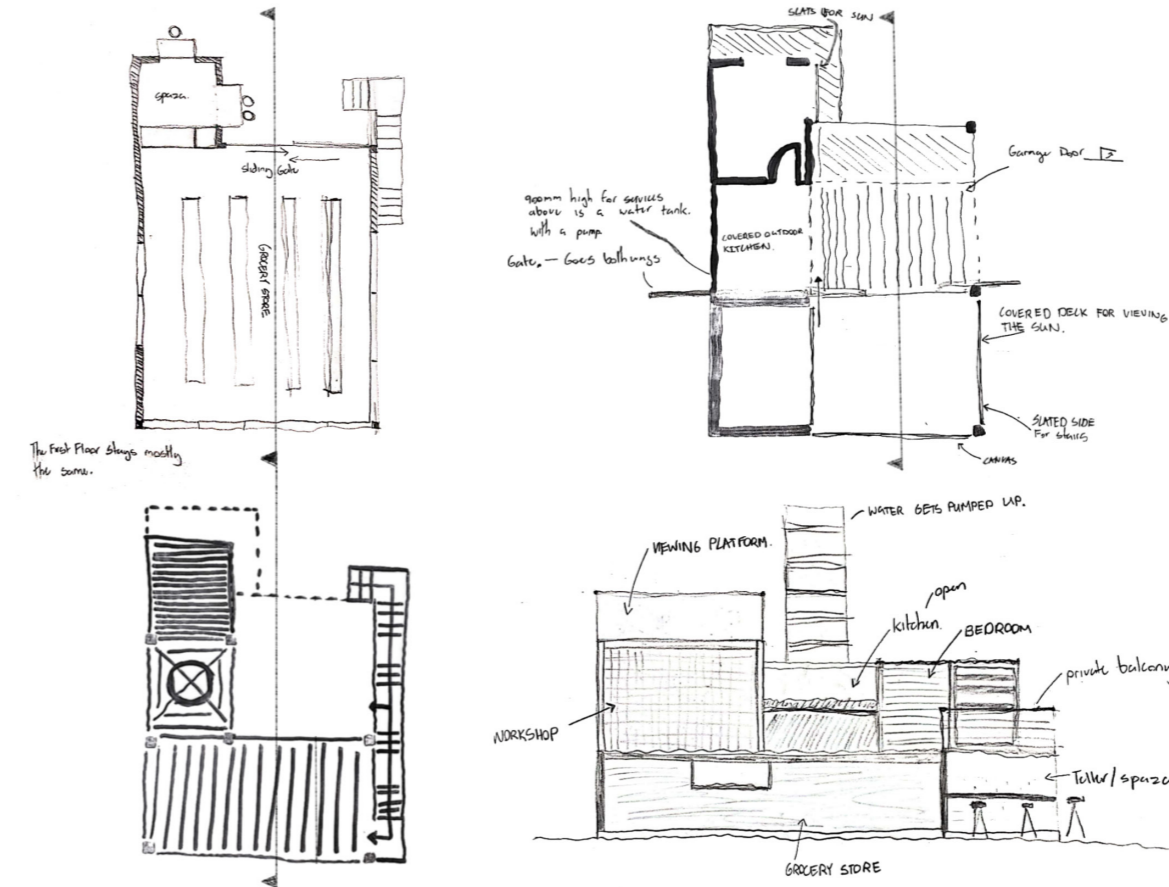 spaza.
Sliding Gate
GROCERY STORE
The First Floor stays mostly
the same.
SLATS FOR SUN
Garage Door
900mm high for services
above is a water tank.
with a pump
COVERED OUTDOOR
KITCHEN.
Gate. — Goes both ways
COVERED DECK FOR VIEWING
THE SUN.
SLATED SIDE
For stairs
CANVAS
WATER GETS PUMPED UP.
VIEWING PLATFORM.
open
kitchen.
BEDROOM
private balcony
WORKSHOP
Teller/spaza
GROCERY STORE